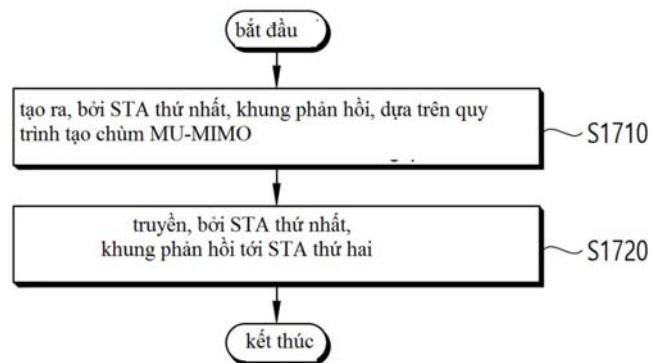 bắt đầu
tạo ra, bởi STA thứ nhất, khung phản hồi, dựa trên quy
trình tạo chùm MU-MIMO
S1710
truyền, bởi STA thứ nhất,
khung phản hồi tới STA thứ hai
S1720
kết thúc